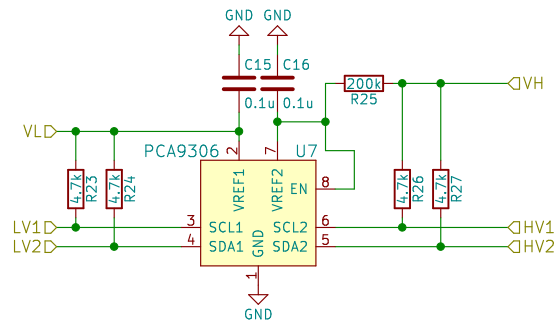 GND GND
C15 C16
0.1u 0.1u
200k
R25
VH
VL
PCA9306 2 7 U7
VREF1 VREF2
EN 8
4.7k R23 4.7k R24
4.7k R26 4.7k R27
LV1 3 SCL1 SCL2 6 HV1
LV2 4 SDA1 SDA2 5 HV2
GND
1
GND